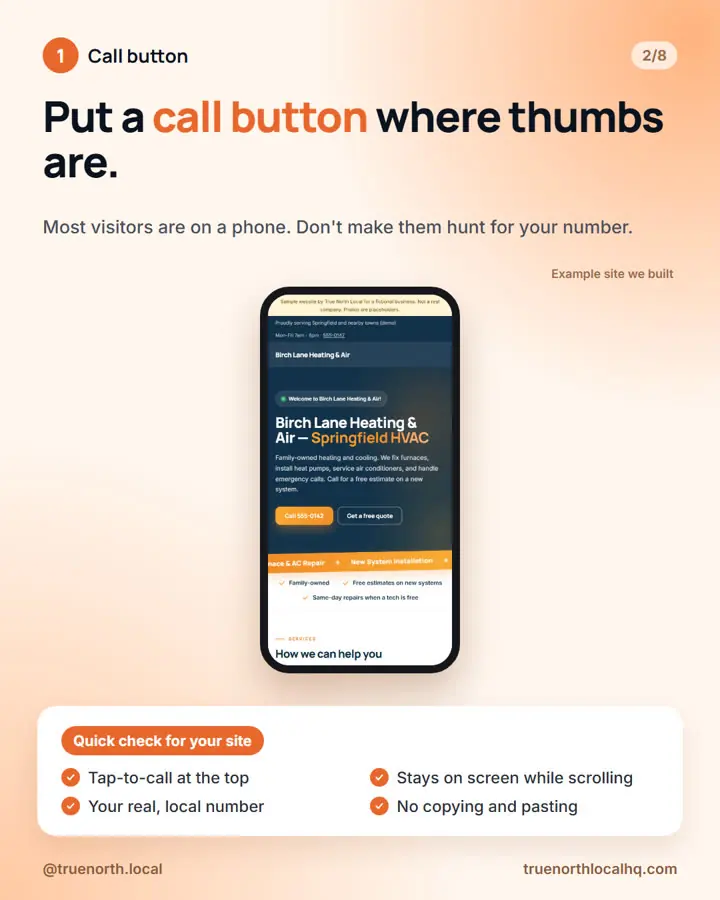 1 Call button
2/8
Put a call button where thumbs
are.
Most visitors are on a phone. Don't make them hunt for your number.
Example site we built
Sample website by True North Local for a fictional business. Not a real
company. Photos are placeholders.
Proudly serving Springfield and nearby towns (demo)
Mon–Fri 7am – 6pm · 555-0142
Birch Lane Heating & Air
Welcome to Birch Lane Heating & Air!
Birch Lane Heating &
Air — Springfield HVAC
Family-owned heating and cooling. We fix furnaces,
install heat pumps, service air conditioners, and handle
emergency calls. Call for a free estimate on a new
system.
Call 555-0142
Get a free quote
nace & AC Repair
New System Installation
Family-owned
Free estimates on new systems
Same-day repairs when a tech is free
SERVICES
How we can help you
Quick check for your site
Tap-to-call at the top
Stays on screen while scrolling
Your real, local number
No copying and pasting
@truenorth.local
truenorthlocalhq.com